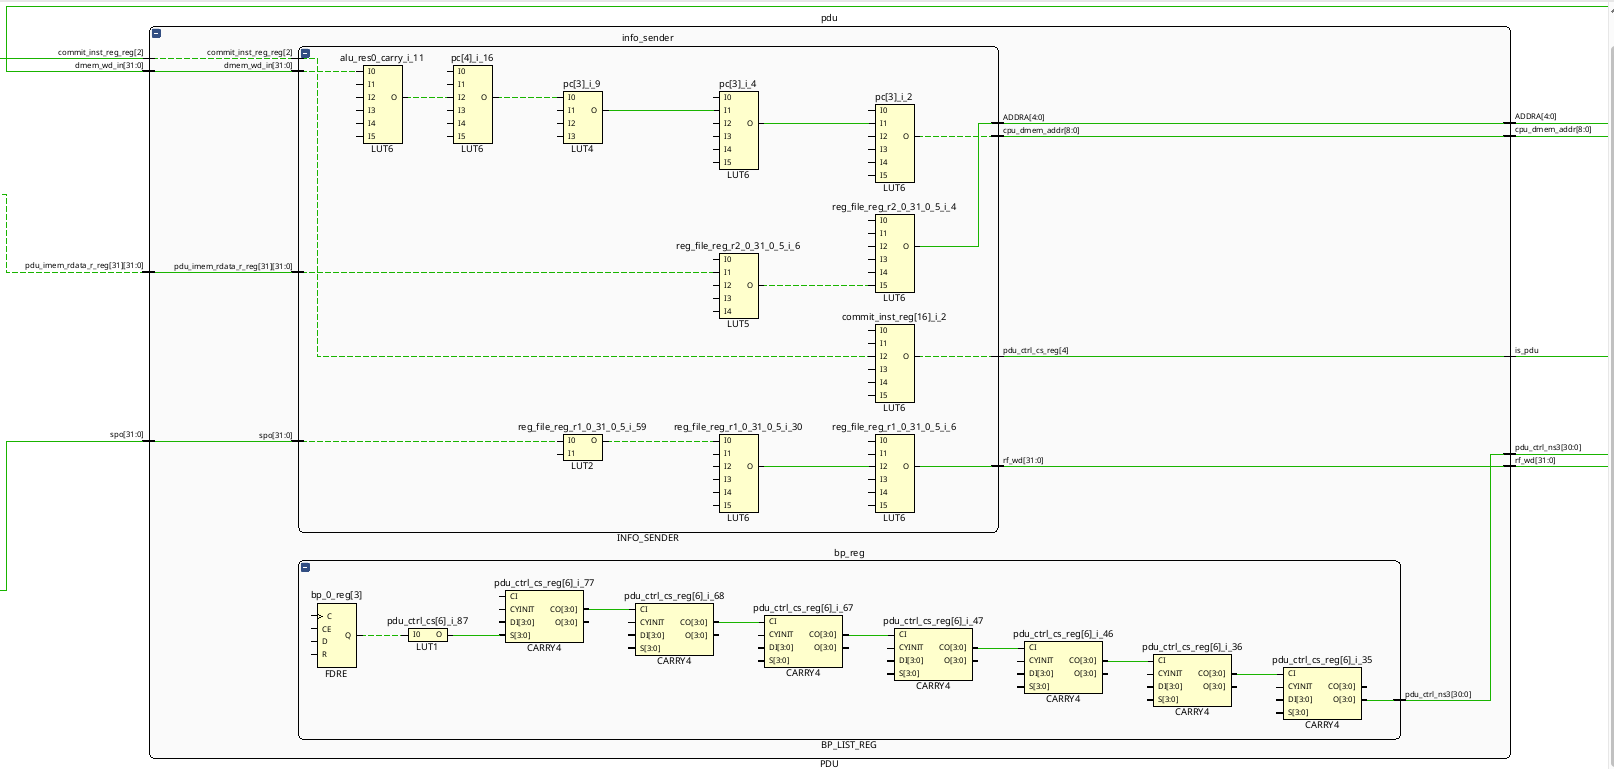 pdu
info_sender
commit_inst_reg_reg[2]
commit_inst_reg_reg[2]
dmem_wd_in[31:0]
dmem_wd_in[31:0]
alu_res0_carry_i_11
I0
I1
I2 O
I3
I4
I5
LUT6
pc[4]_i_16
I0
I1
I2 O
I3
I4
I5
LUT6
pc[3]_i_9
I0
I1 O
I2
I3
LUT4
pc[3]_i_4
I0
I1
I2 O
I3
I4
I5
LUT6
pc[3]_i_2
I0
I1
I2 O
I3
I4
I5
LUT6
ADDRA[4:0]
cpu_dmem_addr[8:0]
ADDRA[4:0]
cpu_dmem_addr[8:0]
reg_file_reg_r2_0_31_0_5_i_4
I0
I1
I2 O
I3
I4
I5
LUT6
pdu_imem_rdata_r_reg[31][31:0]
pdu_imem_rdata_r_reg[31][31:0]
reg_file_reg_r2_0_31_0_5_i_6
I0
I1
I2 O
I3
I4
LUT5
commit_inst_reg[16]_i_2
I0
I1
I2 O
I3
I4
I5
LUT6
pdu_ctrl_cs_reg[4]
is_pdu
spo[31:0]
spo[31:0]
reg_file_reg_r1_0_31_0_5_i_59
I0 O
I1
LUT2
reg_file_reg_r1_0_31_0_5_i_30
I0
I1
I2 O
I3
I4
I5
LUT6
reg_file_reg_r1_0_31_0_5_i_6
I0
I1
I2 O
I3
I4
I5
LUT6
rf_wd[31:0]
pdu_ctrl_ns3[30:0]
rf_wd[31:0]
INFO_SENDER
bp_reg
bp_0_reg[3]
C
CE
D
R
Q
FDRE
pdu_ctrl_cs[6]_i_87
I0 O
LUT1
pdu_ctrl_cs_reg[6]_i_77
CI
CYINIT CO[3:0]
DI[3:0] O[3:0]
S[3:0]
CARRY4
pdu_ctrl_cs_reg[6]_i_68
CI
CYINIT CO[3:0]
DI[3:0] O[3:0]
S[3:0]
CARRY4
pdu_ctrl_cs_reg[6]_i_67
CI
CYINIT CO[3:0]
DI[3:0] O[3:0]
S[3:0]
CARRY4
pdu_ctrl_cs_reg[6]_i_47
CI
CYINIT CO[3:0]
DI[3:0] O[3:0]
S[3:0]
CARRY4
pdu_ctrl_cs_reg[6]_i_46
CI
CYINIT CO[3:0]
DI[3:0] O[3:0]
S[3:0]
CARRY4
pdu_ctrl_cs_reg[6]_i_36
CI
CYINIT CO[3:0]
DI[3:0] O[3:0]
S[3:0]
CARRY4
pdu_ctrl_cs_reg[6]_i_35
CI
CYINIT CO[3:0]
DI[3:0] O[3:0]
S[3:0]
CARRY4
pdu_ctrl_ns3[30:0]
BP_LIST_REG
PDU